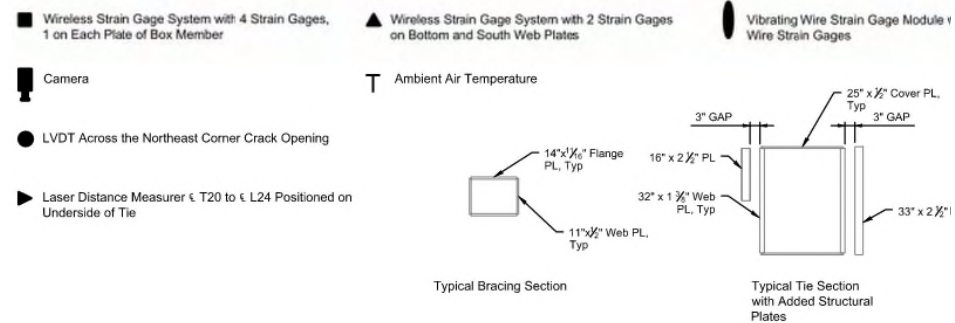 Wireless Strain Gage System with 4 Strain Gages,
1 on Each Plate of Box Member
Wireless Strain Gage System with 2 Strain Gages
on Bottom and South Web Plates
Vibrating Wire Strain Gage Module
Wire Strain Gages
Camera
T Ambient Air Temperature
LVDT Across the Northeast Corner Crack Opening
Laser Distance Measurer ℄ T20 to ℄ L24 Positioned on
Underside of Tie
14"x1 1/16" Flange
PL, Typ
11"x½" Web PL,
Typ
Typical Bracing Section
25" x ½" Cover PL,
Typ
3" GAP
3" GAP
16" x 2 ½" PL
32" x 1 ⅜" Web
PL, Typ
33" x 2 ½"
Typical Tie Section
with Added Structural
Plates